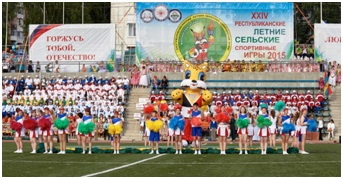 ГОРЖУСЬ
ТОБОЙ,
ОТЕЧЕСТВО!
XXIV
РЕСПУБЛИКАНСКИЕ
ЛЕТНИЕ
СЕЛЬСКИЕ
СПОРТИВНЫЕ
ИГРЫ 2015